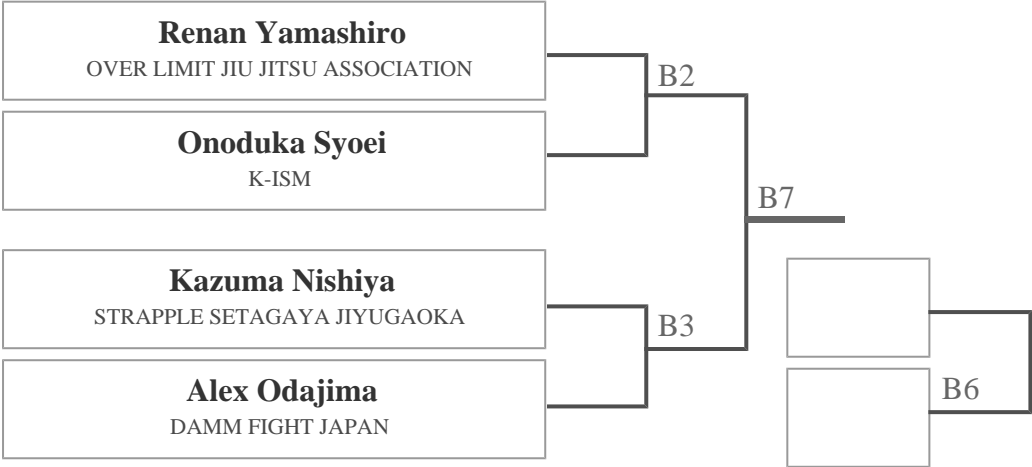 Renan Yamashiro
OVER LIMIT JIU JITSU ASSOCIATION
B2
Onoduka Syoei
K-ISM
B7
Kazuma Nishiya
STRAPPLE SETAGAYA JIYUGAOKA
B3
Alex Odajima
DAMM FIGHT JAPAN
B6